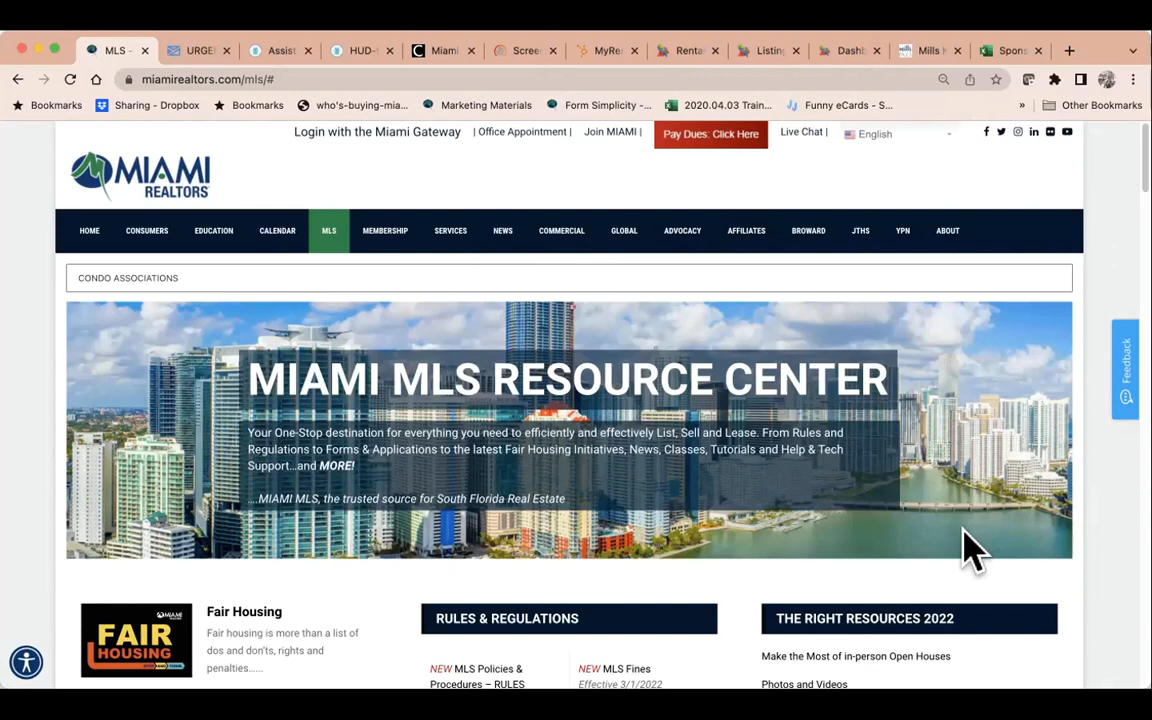 MLS -
URGE
Assist
HUD-
Miami
Scree
MyRe
Renta
Listing
Dashb
Mills
Spons
miamirealtors.com/mls/#
Bookmarks
Sharing - Dropbox
Bookmarks
who's-buying-mia...
Marketing Materials
Form Simplicity -...
2020.04.03 Train...
Funny eCards - S...
»
Other Bookmarks
Login with the Miami Gateway
| Office Appointment |
Join MIAMI |
Pay Dues: Click Here
Live Chat |
English
MIAMI
REALTORS®
HOME
CONSUMERS
EDUCATION
CALENDAR
MLS
MEMBERSHIP
SERVICES
NEWS
COMMERCIAL
GLOBAL
ADVOCACY
AFFILIATES
BROWARD
JTHS
YPN
ABOUT
CONDO ASSOCIATIONS
MIAMI MLS RESOURCE CENTER
Your One-Stop destination for everything you need to efficiently and effectively List, Sell and Lease. From Rules and
Regulations to Forms & Applications to the latest Fair Housing Initiatives, News, Classes, Tutorials and Help & Tech
Support...and MORE!
....MIAMI MLS, the trusted source for South Florida Real Estate
Feedback
MIAMI
FAIR
HOUSING
Fair Housing
Fair housing is more than a list of
dos and don'ts, rights and
penalties......
RULES & REGULATIONS
NEW MLS Policies &
Procedures – RULES
NEW MLS Fines
Effective 3/1/2022
THE RIGHT RESOURCES 2022
Make the Most of in-person Open Houses
Photos and Videos